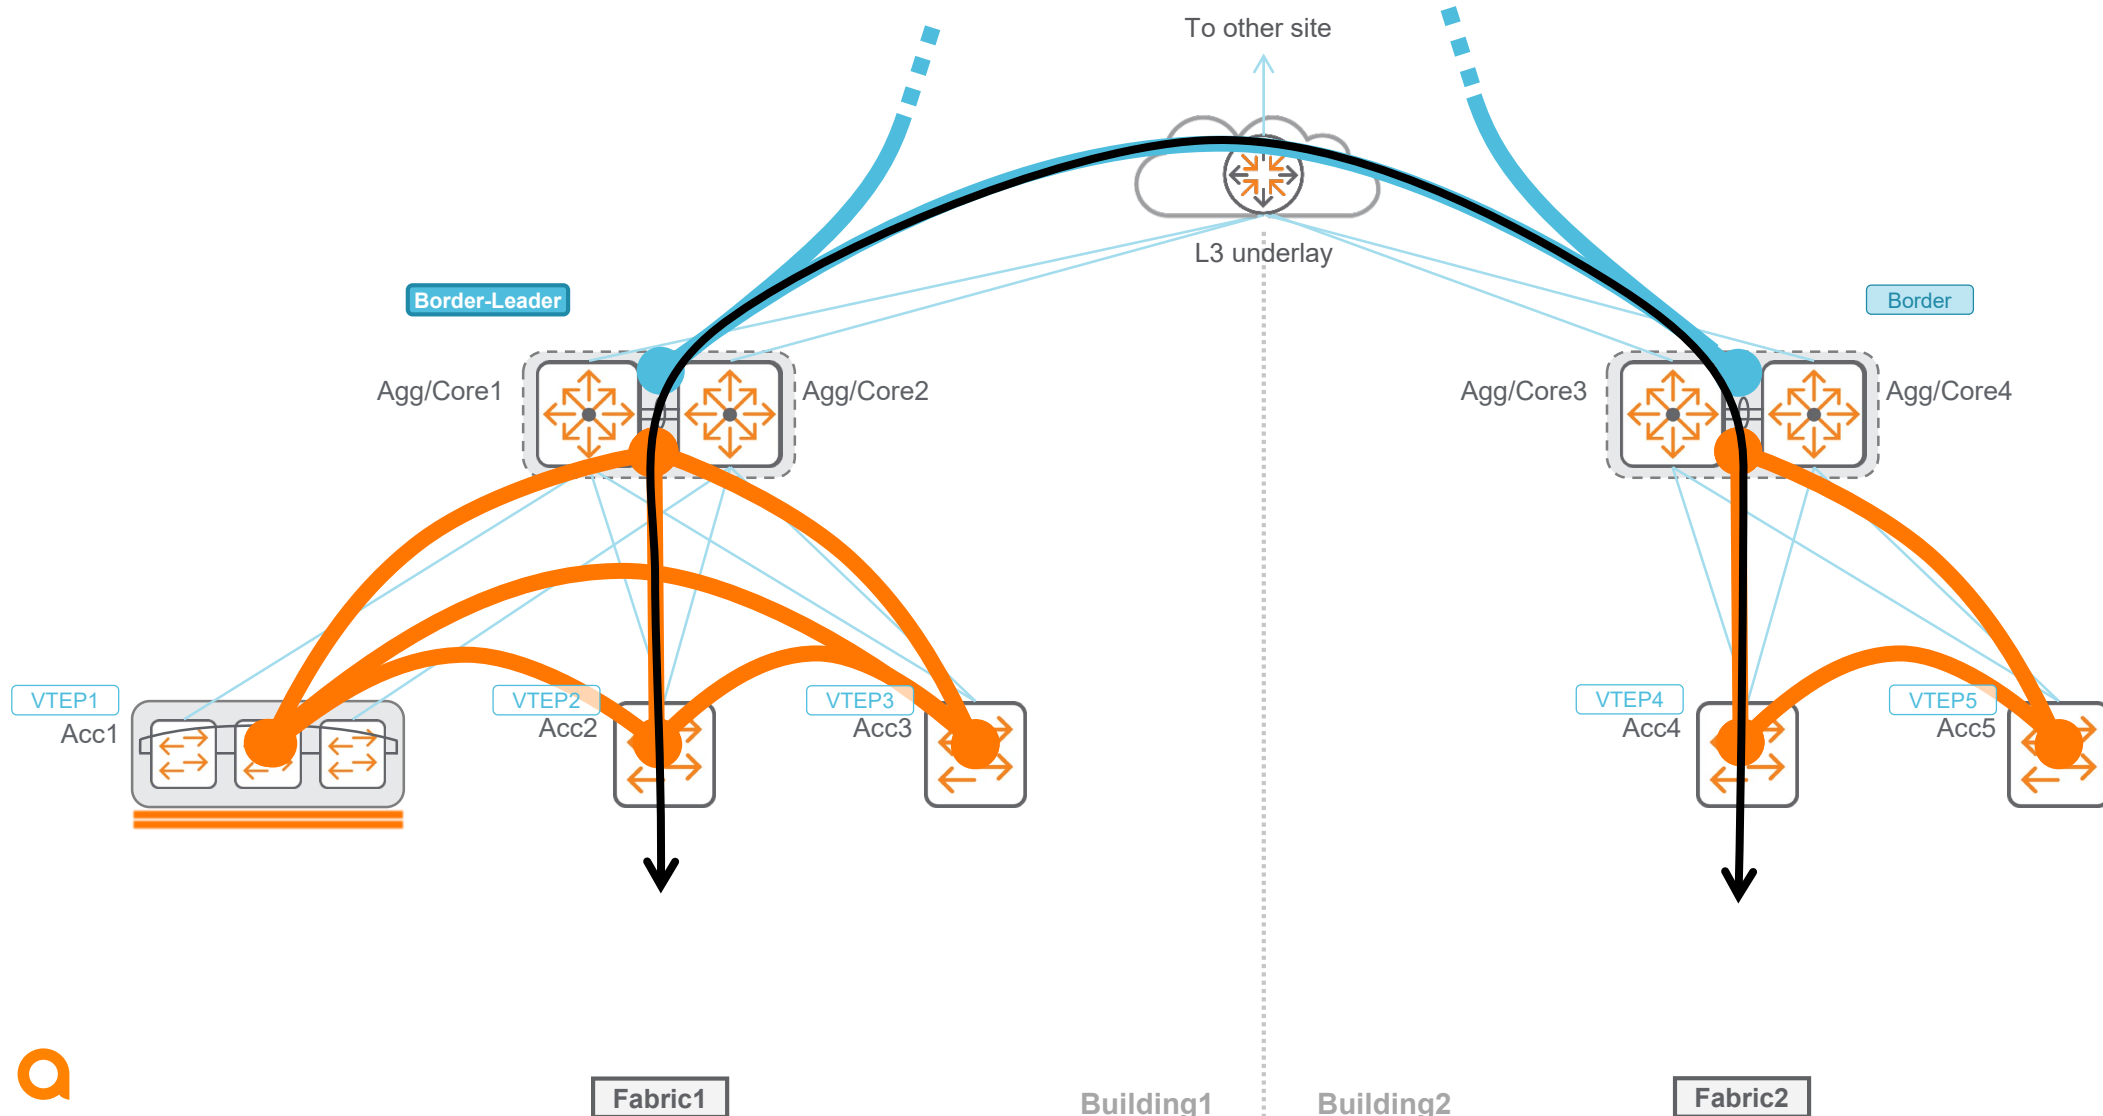 To other site
L3 underlay
Border-Leader
Border
Agg/Core1
Agg/Core2
Agg/Core3
Agg/Core4
VTEP1
Acc1
VTEP2
Acc2
VTEP3
Acc3
VTEP4
Acc4
VTEP5
Acc5
Fabric1
Building1
Building2
Fabric2